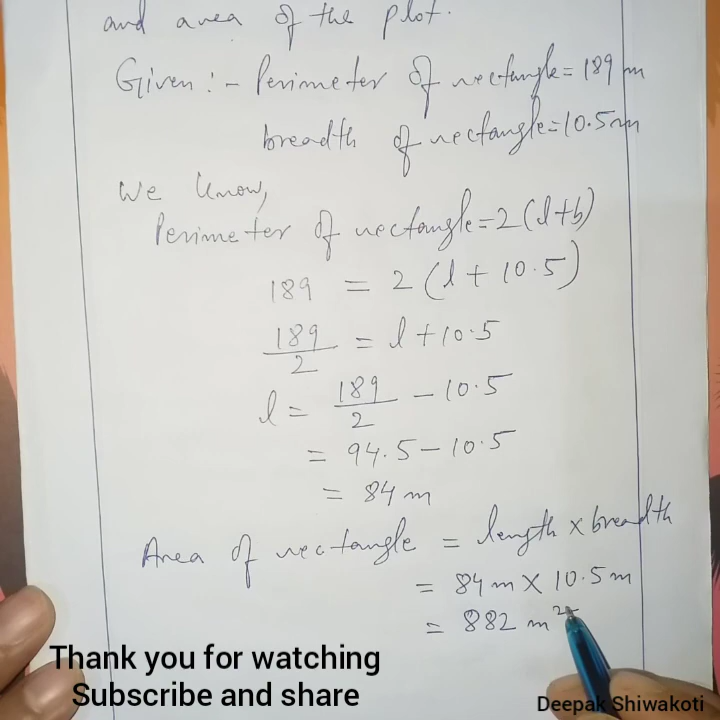 and area of the plot.
Given:- Perimeter of rectangle = 189 m
breadth of rectangle = 10.5m
We know,
Perimeter of rectangle = 2(l+b)
189 = 2(l + 10.5)
189/2 = l + 10.5
l = 189/2 - 10.5
= 94.5 - 10.5
= 84 m
Area of rectangle = length × breadth
= 84 m × 10.5 m
= 882 m²
Thank you for watching
Subscribe and share
Deepak Shiwakoti